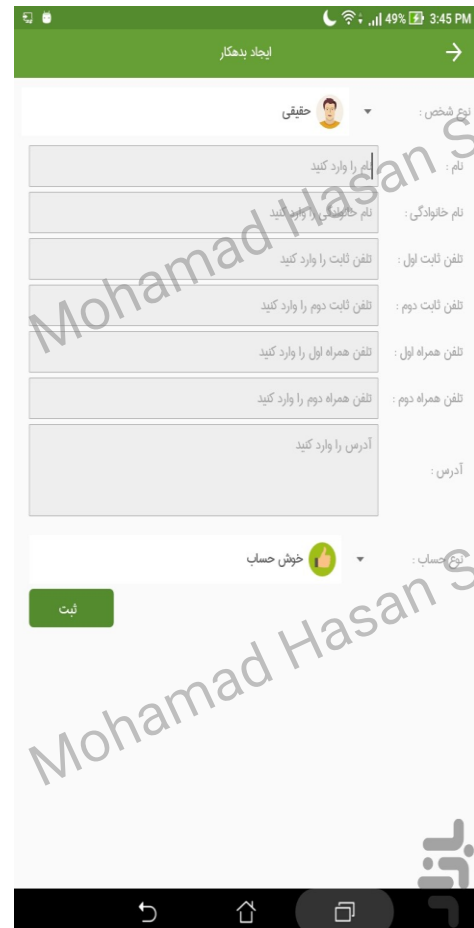 49% 3:45 PM
ایجاد بدهکار
نوع شخص : حقیقی
نام : نام را وارد کنید
نام خانوادگی : نام خانوادگی را وارد کنید
تلفن ثابت اول : تلفن ثابت را وارد کنید
تلفن ثابت دوم : تلفن ثابت دوم را وارد کنید
تلفن همراه اول : تلفن همراه اول را وارد کنید
تلفن همراه دوم : تلفن همراه دوم را وارد کنید
آدرس : آدرس را وارد کنید
نوع حساب : خوش حساب
ثبت
Mohamad Hasan S
Mohamad Hasan S
بازار